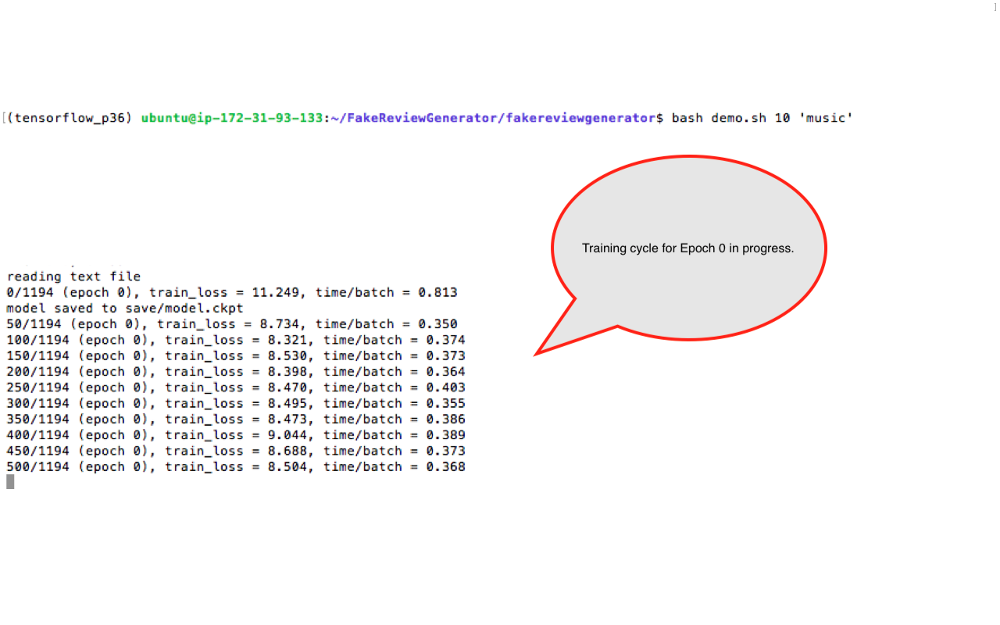 [(tensorflow_p36) ubuntu@ip-172-31-93-133:~/FakeReviewGenerator/fakereviewgenerator$ bash demo.sh 10 'music'
Training cycle for Epoch 0 in progress.
reading text file
0/1194 (epoch 0), train_loss = 11.249, time/batch = 0.813
model saved to save/model.ckpt
50/1194 (epoch 0), train_loss = 8.734, time/batch = 0.350
100/1194 (epoch 0), train_loss = 8.321, time/batch = 0.374
150/1194 (epoch 0), train_loss = 8.530, time/batch = 0.373
200/1194 (epoch 0), train_loss = 8.398, time/batch = 0.364
250/1194 (epoch 0), train_loss = 8.470, time/batch = 0.403
300/1194 (epoch 0), train_loss = 8.495, time/batch = 0.355
350/1194 (epoch 0), train_loss = 8.473, time/batch = 0.386
400/1194 (epoch 0), train_loss = 9.044, time/batch = 0.389
450/1194 (epoch 0), train_loss = 8.688, time/batch = 0.373
500/1194 (epoch 0), train_loss = 8.504, time/batch = 0.368